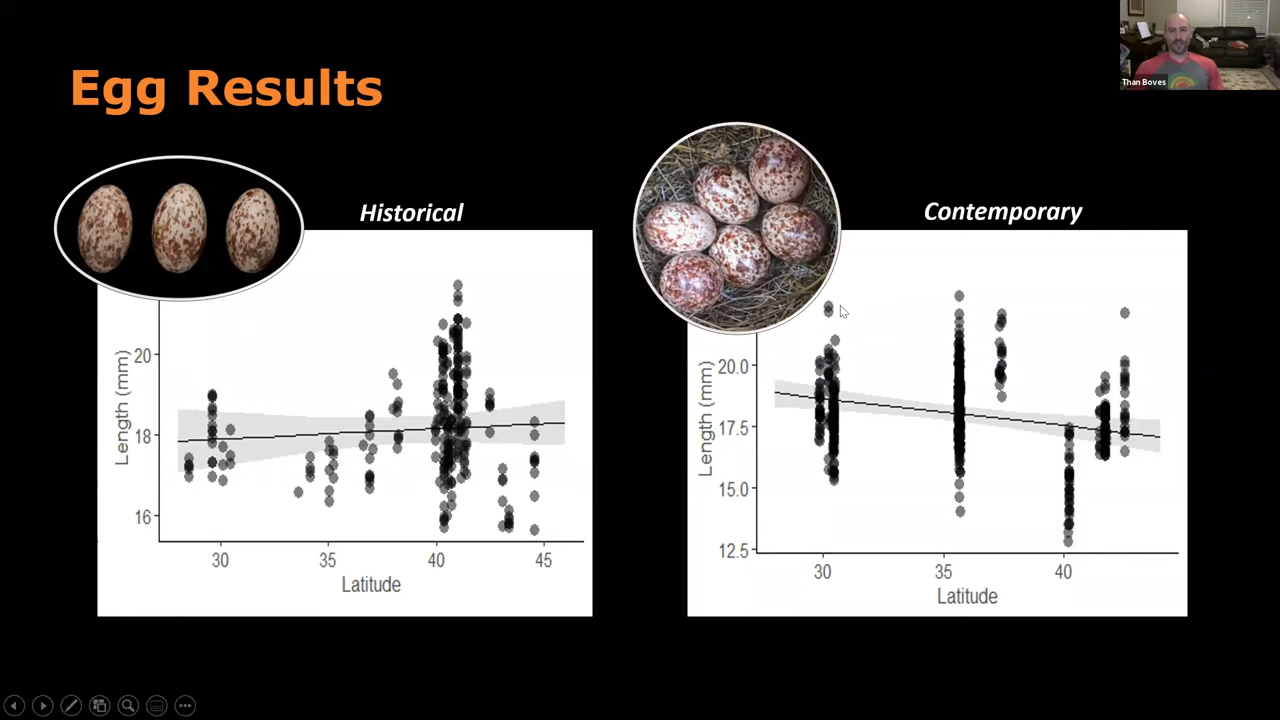 Egg Results
Than Boves
Historical
Contemporary
Length (mm)
20
18
16
30
35
40
45
Latitude
Length (mm)
20.0
17.5
15.0
12.5
30
35
40
Latitude